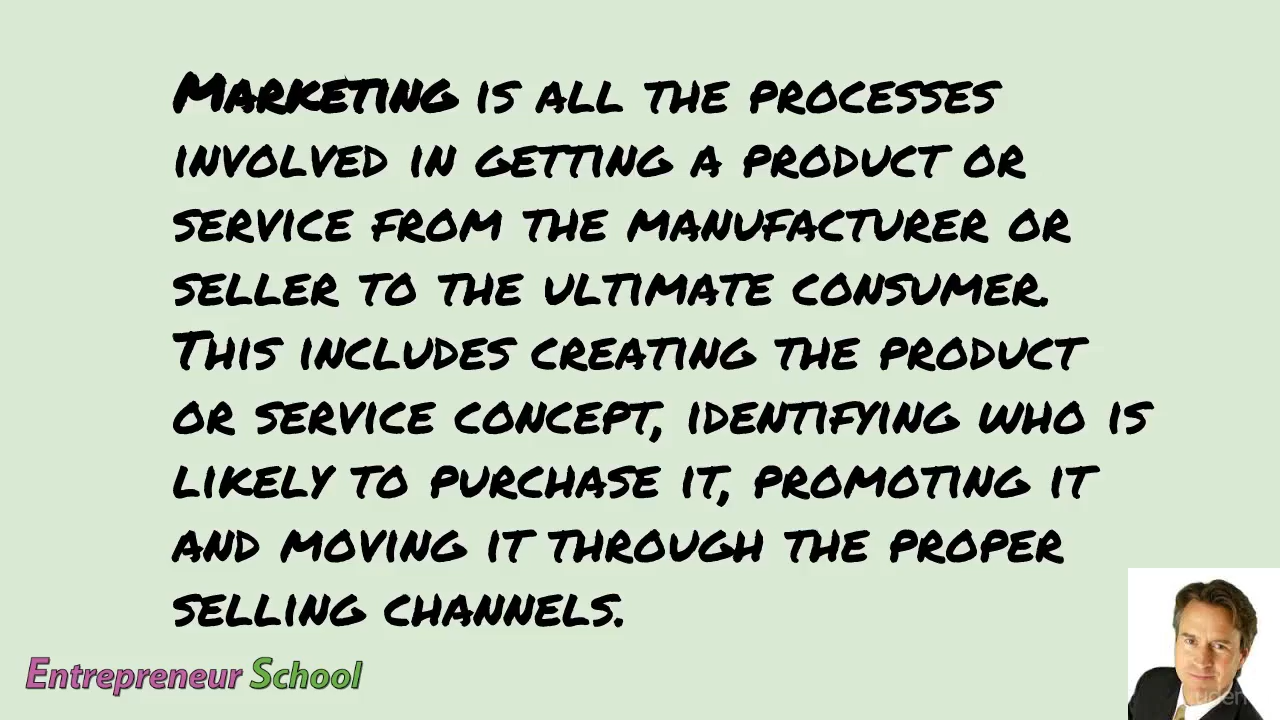 Marketing is all the processes
involved in getting a product or
service from the manufacturer or
seller to the ultimate consumer.
This includes creating the product
or service concept, identifying who is
likely to purchase it, promoting it
and moving it through the proper
selling channels.
Entrepreneur School